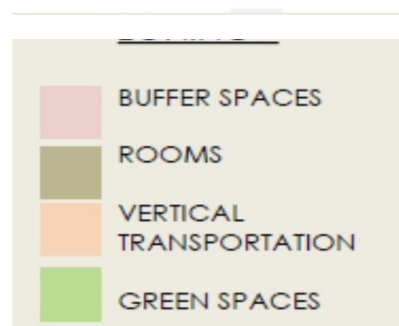 BUFFER SPACES
ROOMS
VERTICAL
TRANSPORTATION
GREEN SPACES